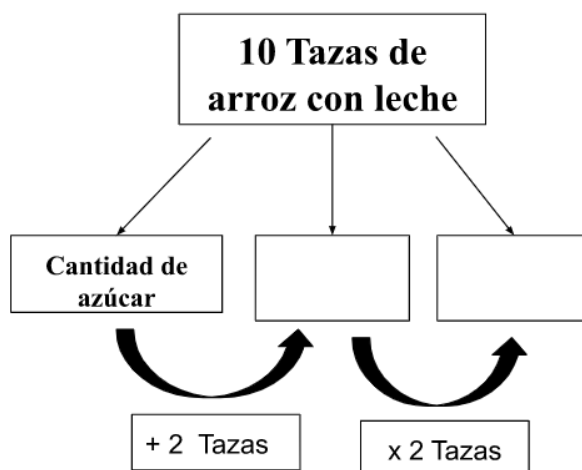 10 Tazas de
arroz con leche
Cantidad de
azúcar
+ 2 Tazas
x 2 Tazas